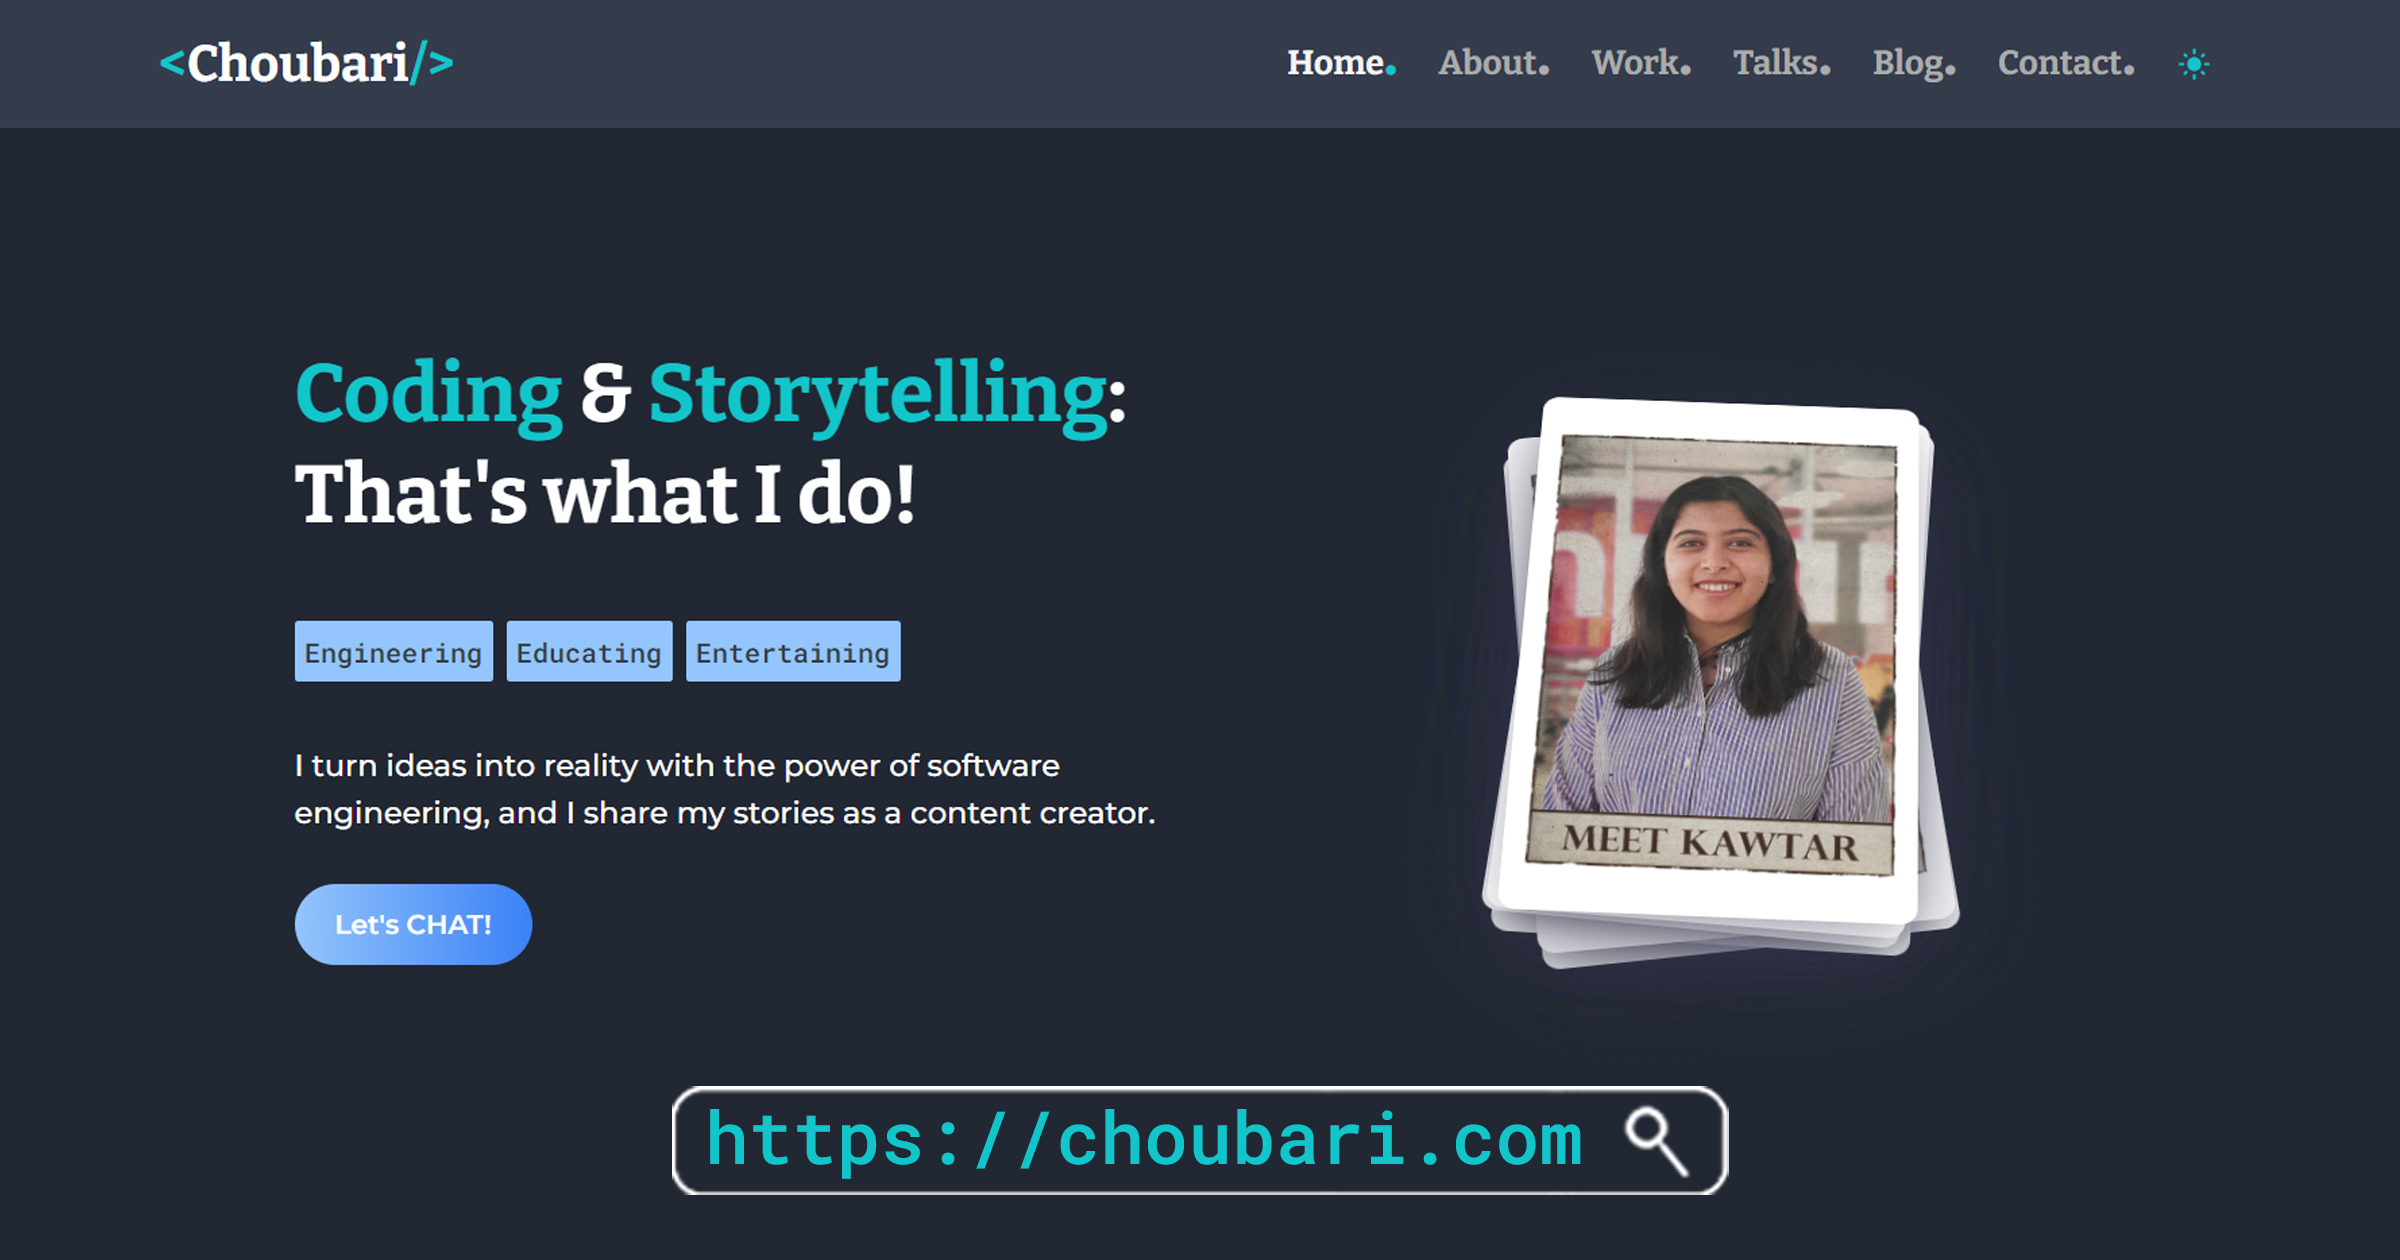 <Choubari/>
Home. About. Work. Talks. Blog. Contact.
Coding & Storytelling:
That's what I do!
Engineering Educating Entertaining
I turn ideas into reality with the power of software
engineering, and I share my stories as a content creator.
Let's CHAT!
MEET KAWTAR
https://choubari.com